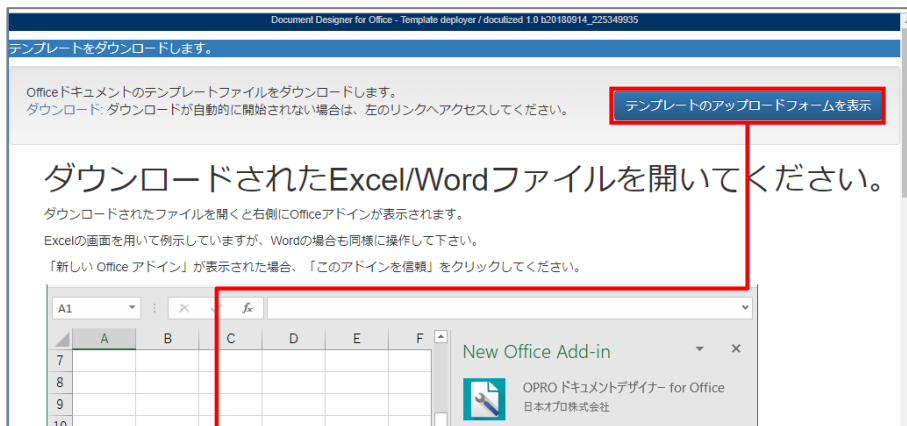 Document Designer for Office - Template deployer / docutized 1.0 b20180914_225349935
テンプレートをダウンロードします。
Officeドキュメントのテンプレートファイルをダウンロードします。
ダウンロード: ダウンロードが自動的に開始されない場合は、左のリンクへアクセスしてください。
テンプレートのアップロードフォームを表示
ダウンロードされたExcel/Wordファイルを開いてください。
ダウンロードされたファイルを開くと右側にOfficeアドインが表示されます。
Excelの画面を用いて例示していますが、Wordの場合も同様に操作して下さい。
「新しい Office アドイン」が表示された場合、「このアドインを信頼」をクリックしてください。
A1 fx
A B C D E F
7
8
9
10
New Office Add-in
OPRO ドキュメントデザイナー for Office
日本オプロ株式会社